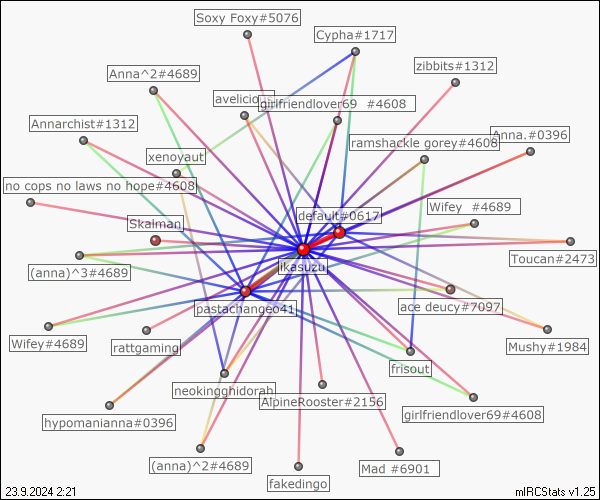 Soxy Foxy#5076
Cypha#1717
zibbits#1312
Anna^2#4689
girlfriendlover69 #4608
Annarchist#1312
Anna.#0396
ramshackle gorey#4608
xenoyaut
no cops no laws no hope#4608
Wifey #4689
default#0617
Skaiman
Toucan#2473
ikasuzu
(anna)^3#4689
ace deucy#7097
pastachangeo41
Mushy#1984
Wifey#4689
rattgaming
frisout
neokingghidorah
AlpineRooster#2156
girlfriendlover69#4608
hypomanianna#0396
(anna)^2#4689
Mad #6901
fakedingo
23.9.2024 2:21
mIRCStats v1.25